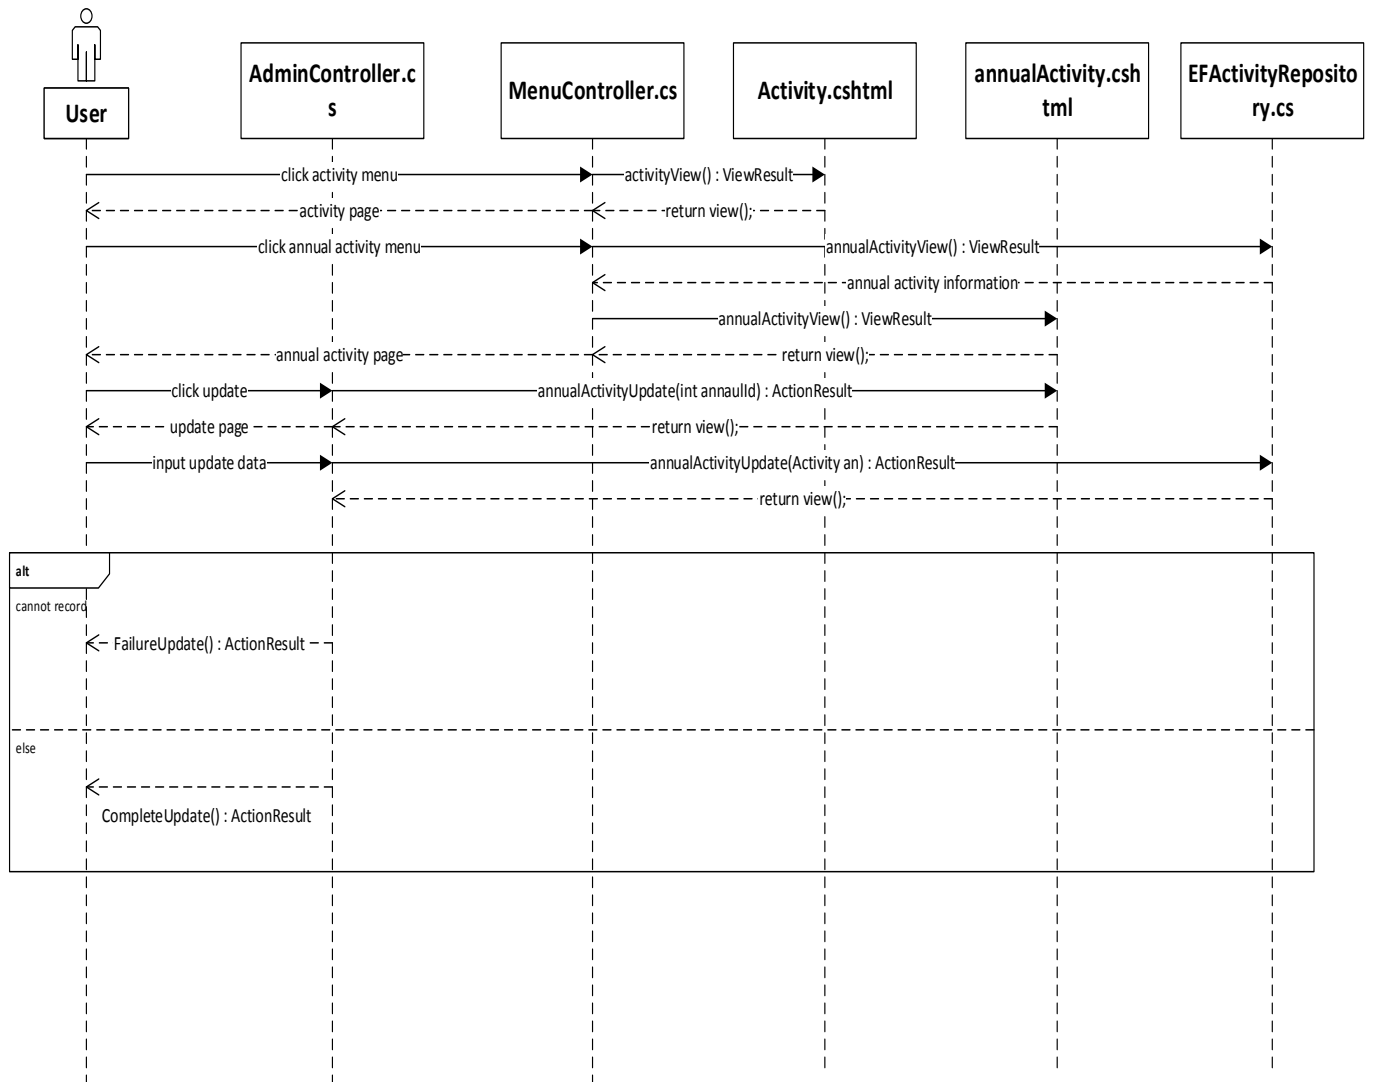 User
AdminController.c
s
MenuController.cs
Activity.cshtml
annualActivity.csh
tml
EFActivityReposito
ry.cs
click activity menu
activityView() : ViewResult
activity page
return view();
click annual activity menu
annualActivityView() : ViewResult
annual activity information
annualActivityView() : ViewResult
annual activity page
return view();
click update
annualActivityUpdate(int annaulId) : ActionResult
update page
return view();
input update data
annualActivityUpdate(Activity an) : ActionResult
return view();
alt
cannot record
FailureUpdate() : ActionResult
else
CompleteUpdate() : ActionResult